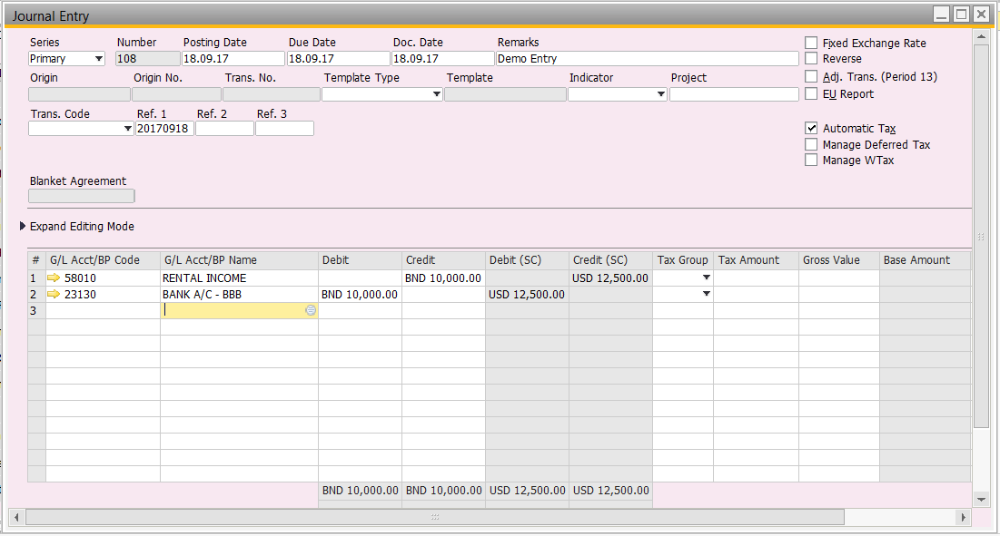 Journal Entry
Series Number Posting Date Due Date Doc. Date Remarks
Primary 108 18.09.17 18.09.17 18.09.17 Demo Entry
Fixed Exchange Rate
Reverse
Origin Origin No. Trans. No. Template Type Template Indicator Project
Adj. Trans. (Period 13)
EU Report
Trans. Code Ref. 1 Ref. 2 Ref. 3
20170918
Automatic Tax
Manage Deferred Tax
Manage WTax
Blanket Agreement
Expand Editing Mode
# G/L Acct/BP Code G/L Acct/BP Name Debit Credit Debit (SC) Credit (SC) Tax Group Tax Amount Gross Value Base Amount
1 58010 RENTAL INCOME BND 10,000.00 USD 12,500.00
2 23130 BANK A/C - BBB BND 10,000.00 USD 12,500.00
3
BND 10,000.00 BND 10,000.00 USD 12,500.00 USD 12,500.00